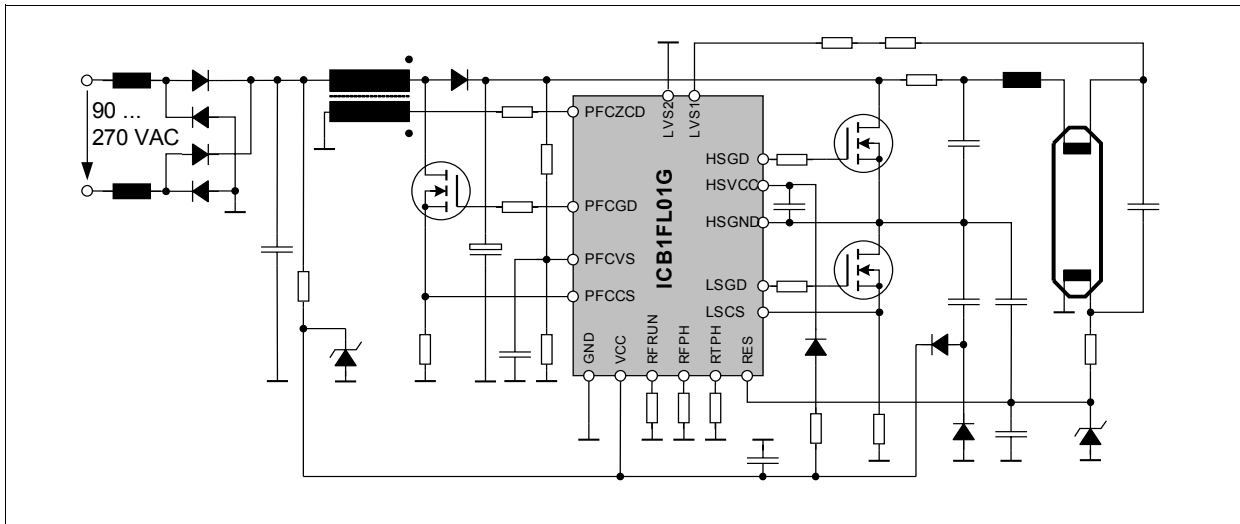 90 ...
270 VAC
LVS2
LVS1
PFCZCD
HSGD
HSVCC
PFCGD
HSGND
ICB1FL01G
PFCVS
LSGD
PFCCS
LSCS
GND
VCC
RFRUN
RFPH
RTPH
RES